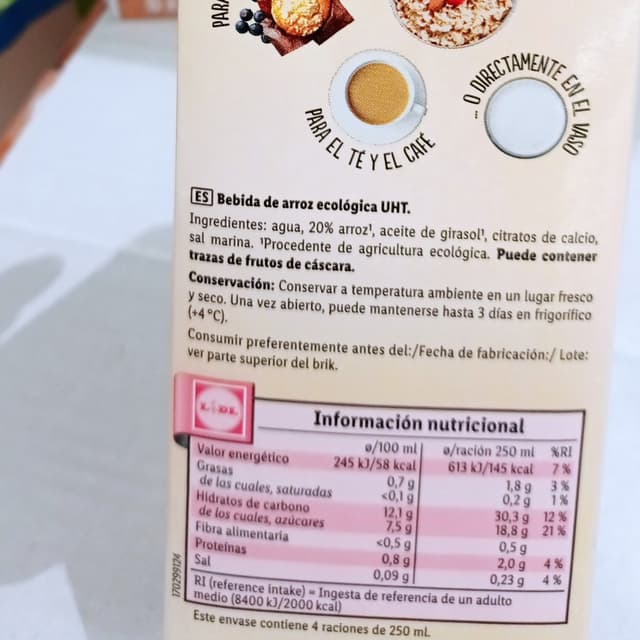 PARA
PARA EL TÉ Y EL CAFÉ
... O DIRECTAMENTE EN EL VASO
ES Bebida de arroz ecológica UHT.
Ingredientes: agua, 20% arroz¹, aceite de girasol¹, citratos de calcio,
sal marina. ¹Procedente de agricultura ecológica. Puede contener
trazas de frutos de cáscara.
Conservación: Conservar a temperatura ambiente en un lugar fresco
y seco. Una vez abierto, puede mantenerse hasta 3 días en frigorífico
(+4 °C).
Consumir preferentemente antes del:/Fecha de fabricación:/ Lote:
ver parte superior del brik.
LIDL
Información nutricional
ø/100 ml ø/ración 250 ml %RI
Valor energético 245 kJ/58 kcal 613 kJ/145 kcal 7 %
Grasas 0,7 g 1,8 g 3 %
de las cuales, saturadas <0,1 g 0,2 g 1 %
Hidratos de carbono 12,1 g 30,3 g 12 %
de los cuales, azúcares 7,5 g 18,8 g 21 %
Fibra alimentaria <0,5 g 0,5 g
Proteínas 0,8 g 2,0 g 4 %
Sal 0,09 g 0,23 g 4 %
RI (reference intake) = Ingesta de referencia de un adulto
medio (8400 kJ/2000 kcal)
Este envase contiene 4 raciones de 250 ml.
170299124